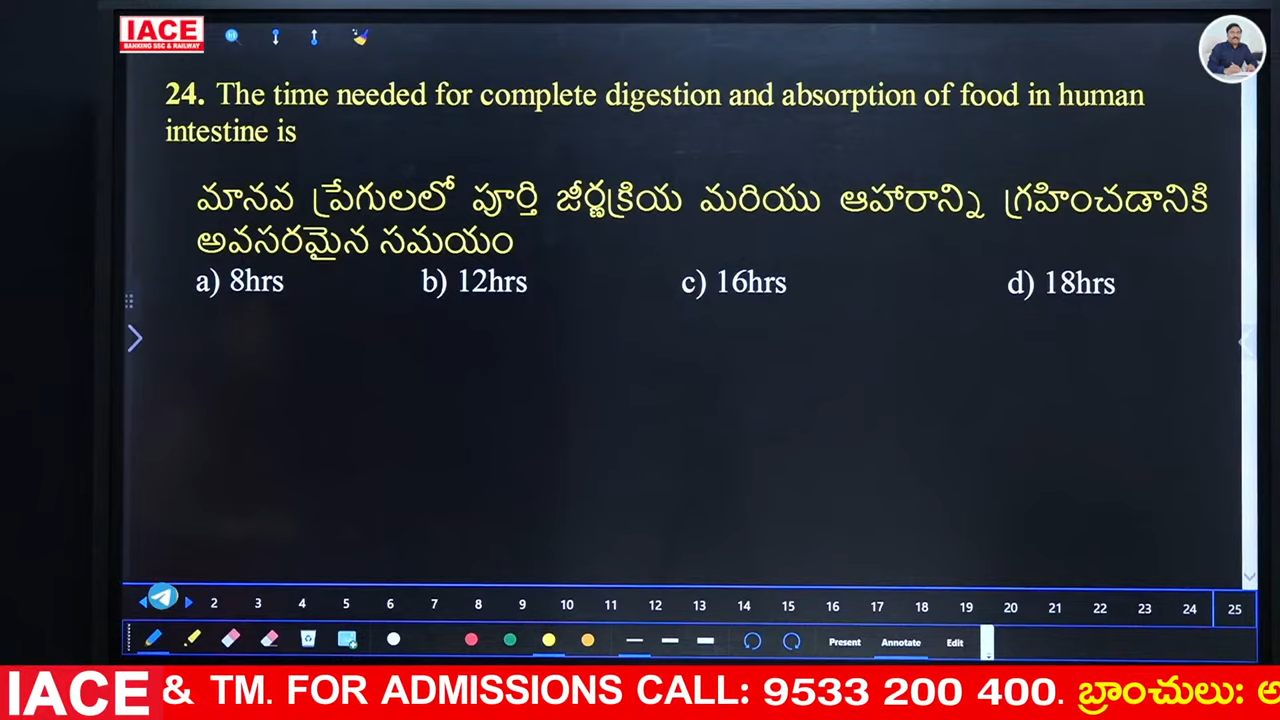 IACE
BANKING SSC & RAILWAY
24. The time needed for complete digestion and absorption of food in human
intestine is
మానవ ప్రేగులలో పూర్తి జీర్ణక్రియ మరియు ఆహారాన్ని గ్రహించడానికి
అవసరమైన సమయం
a) 8hrs b) 12hrs c) 16hrs d) 18hrs
2 3 4 5 6 7 8 9 10 11 12 13 14 15 16 17 18 19 20 21 22 23 24 25
Present Annotate Edit
IACE & TM. FOR ADMISSIONS CALL: 9533 200 400. బ్రాంచులు: